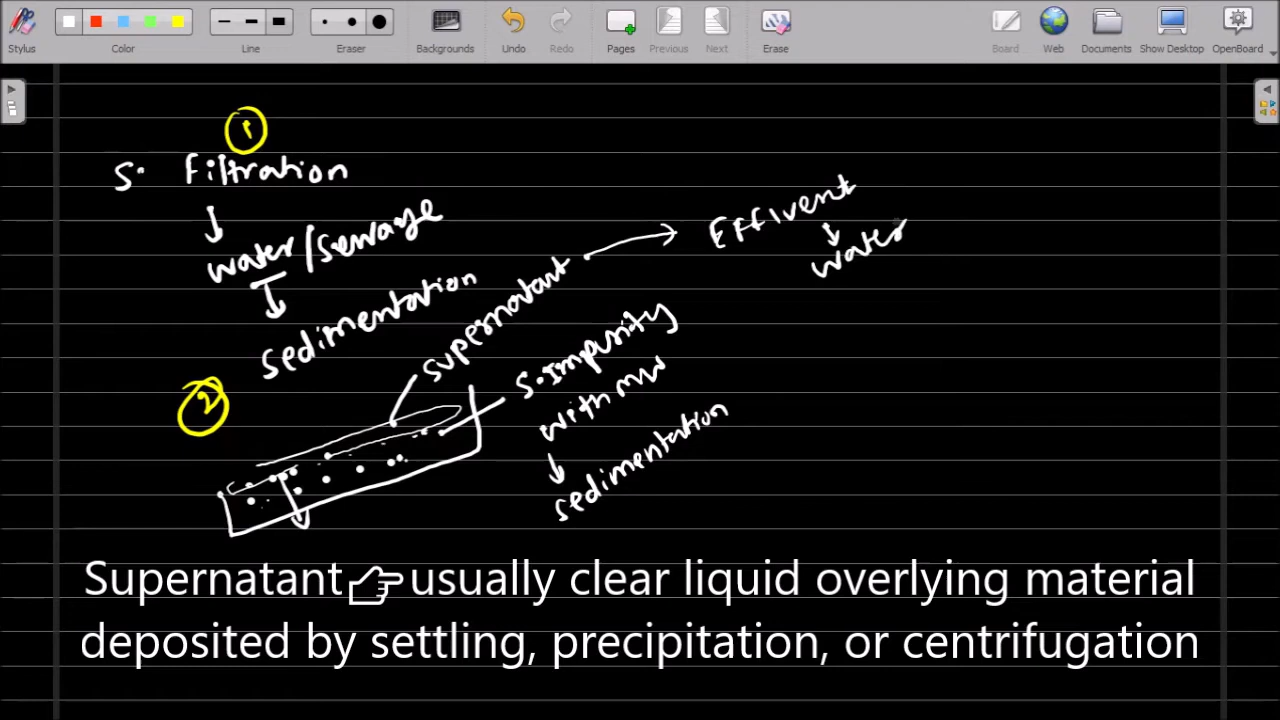 Stylus
Color
Line
Eraser
Backgrounds
Undo
Redo
Pages
Previous
Next
Erase
Board
Web
Documents
Show Desktop
OpenBoard
1
S. Filtration
water/sewage
sedimentation
2
supernatant
Effluent
water
S.Impurity
with mw
sedimentation
Supernatant usually clear liquid overlying material
deposited by settling, precipitation, or centrifugation